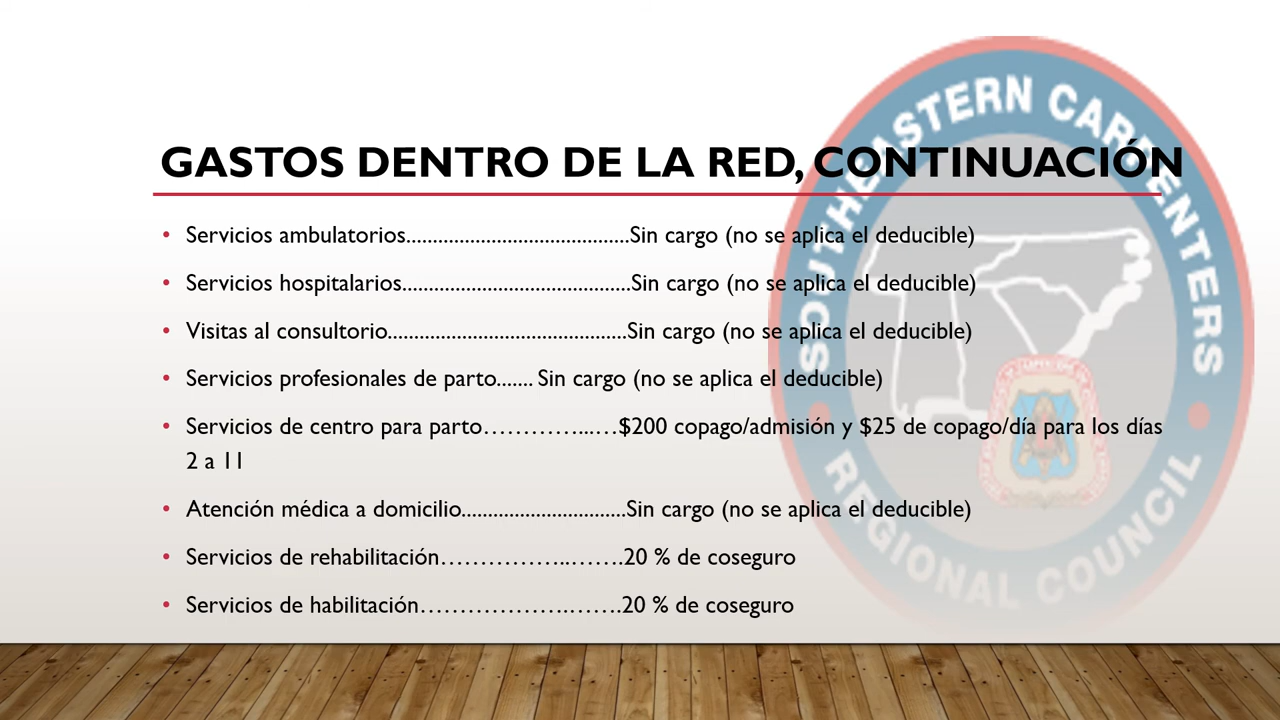 GASTOS DENTRO DE LA RED, CONTINUACIÓN
• Servicios ambulatorios..........................................Sin cargo (no se aplica el deducible)
• Servicios hospitalarios...........................................Sin cargo (no se aplica el deducible)
• Visitas al consultorio.............................................Sin cargo (no se aplica el deducible)
• Servicios profesionales de parto....... Sin cargo (no se aplica el deducible)
• Servicios de centro para parto…………...….$200 copago/admisión y $25 de copago/día para los días
2 a 11
• Atención médica a domicilio...............................Sin cargo (no se aplica el deducible)
• Servicios de rehabilitación……………..…….20 % de coseguro
• Servicios de habilitación……………….…….20 % de coseguro
SOUTHEASTERN CARPENTERS
REGIONAL COUNCIL